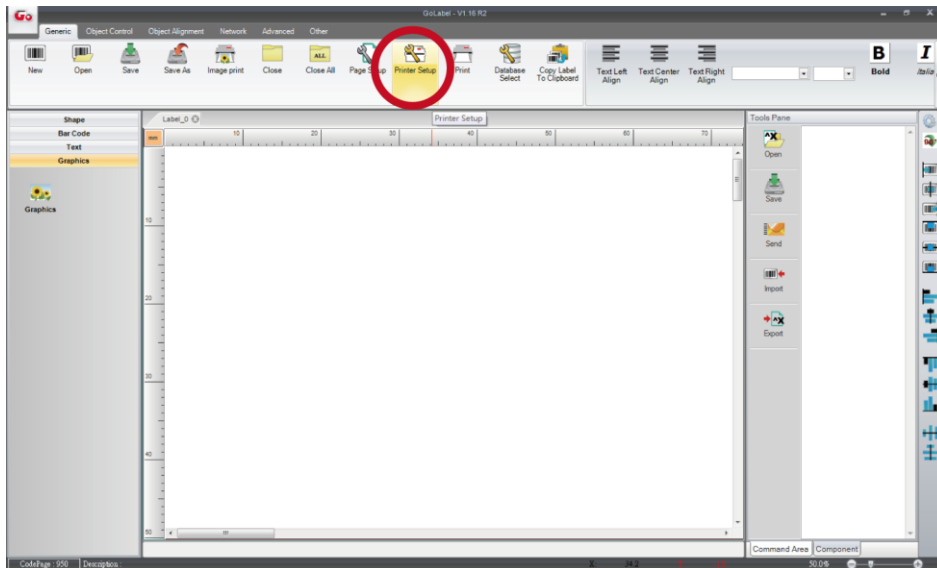 GoLabel - V1.16 R2
Go
Generic Object Control Object Alignment Network Advanced Other
New Open Save Save As Image print Close Close All Page Setup Printer Setup Print Database Select Copy Label To Clipboard Text Left Align Text Center Align Text Right Align Bold
ALL
B I
Shape
Bar Code
Text
Graphics
Graphics
Label_0
Printer Setup
mm 10 20 30 40 50 60 70
10
20
30
40
50
Tools Pane
Open
Save
Send
Import
Export
Command Area Component
CodePage : 950 Description :
X: 34.2
50.0%